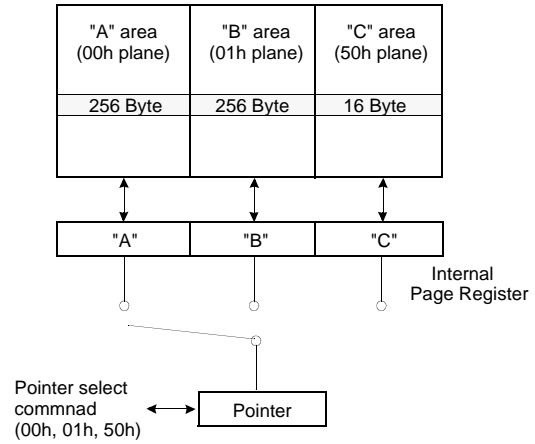 "A" area
(00h plane)
"B" area
(01h plane)
"C" area
(50h plane)
256 Byte
256 Byte
16 Byte
"A"
"B"
"C"
Internal
Page Register
Pointer select
commnad
(00h, 01h, 50h)
Pointer